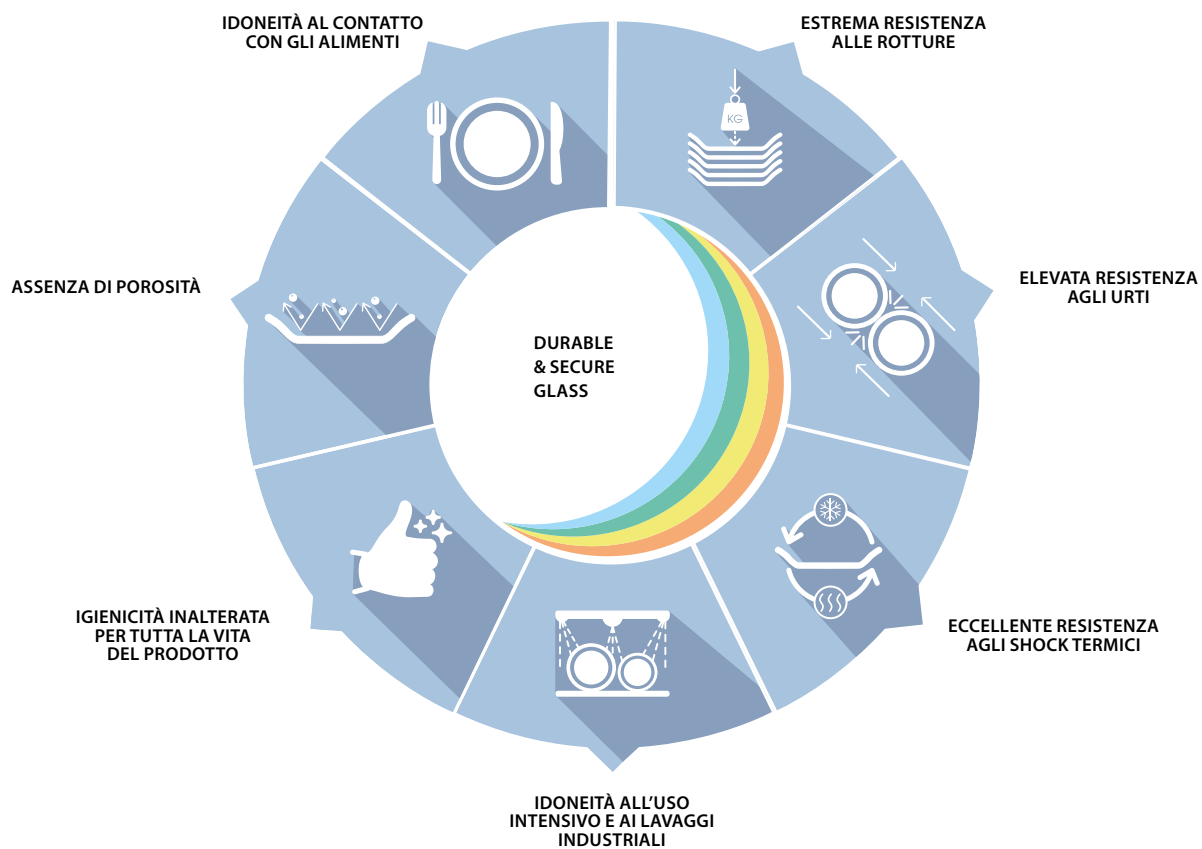 IDONEITÀ AL CONTATTO
CON GLI ALIMENTI
ESTREMA RESISTENZA
ALLE ROTTURE
KG
ASSENZA DI POROSITÀ
ELEVATA RESISTENZA
AGLI URTI
DURABLE
& SECURE
GLASS
IGIENICITÀ INALTERATA
PER TUTTA LA VITA
DEL PRODOTTO
ECCELLENTE RESISTENZA
AGLI SHOCK TERMICI
IDONEITÀ ALL’USO
INTENSIVO E AI LAVAGGI
INDUSTRIALI